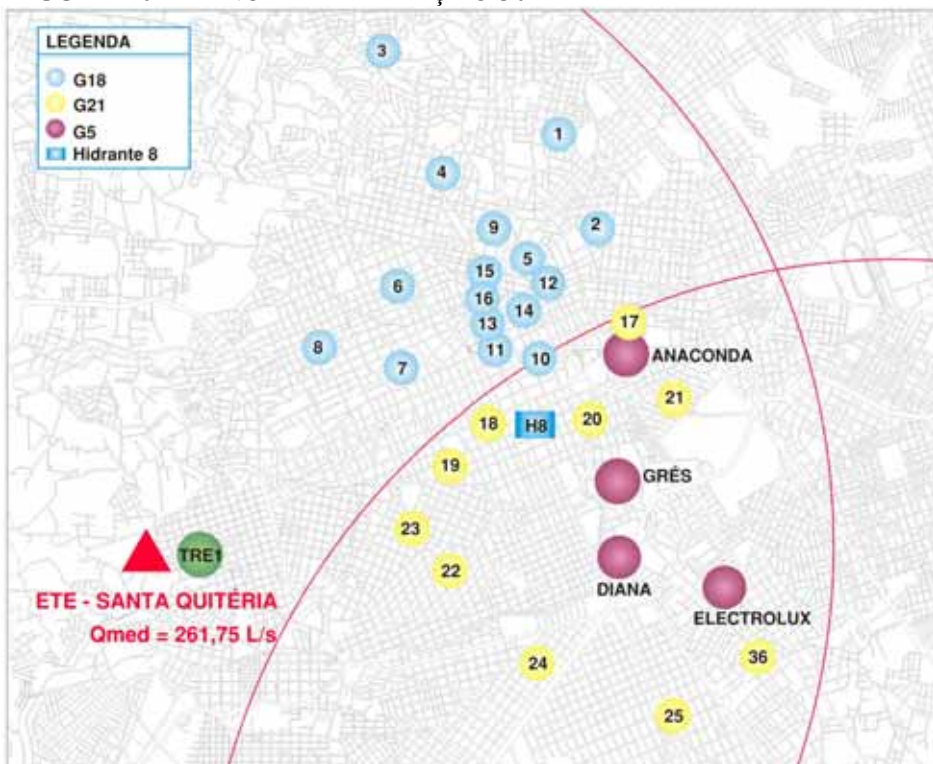 LEGENDA
G18
G21
G5
Hidrante 8
3
1
4
9
2
5
15
12
6
16
14
13
17
11
10
8
7
ANACONDA
21
18
H8
20
19
GRÉS
23
TRE1
22
DIANA
ETE - SANTA QUITÉRIA
ELECTROLUX
Qmed = 261,75 L/s
24
36
25